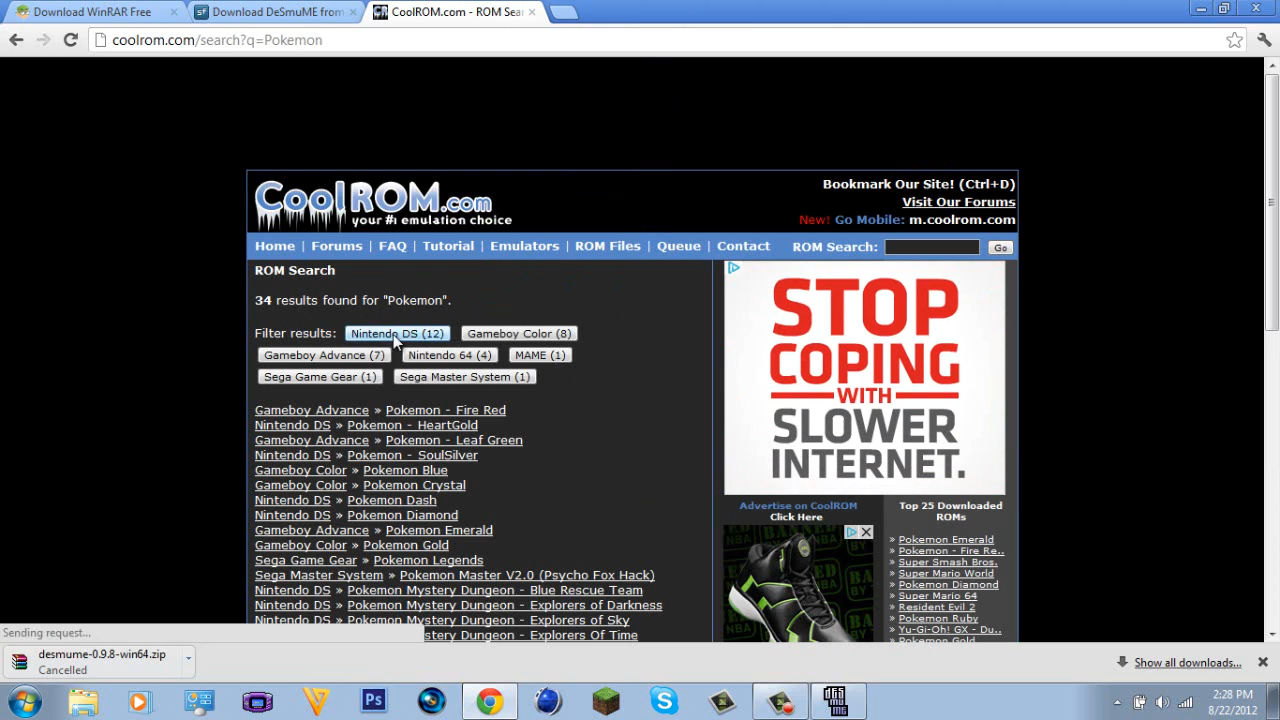 Download WinRAR Free
Download DeSmuME from
CoolROM.com - ROM Sea
coolrom.com/search?q=Pokemon
CoolROM.com
your #1 emulation choice
Bookmark Our Site! (Ctrl+D)
Visit Our Forums
New! Go Mobile: m.coolrom.com
Home | Forums | FAQ | Tutorial | Emulators | ROM Files | Queue | Contact
ROM Search:
Go
ROM Search
34 results found for "Pokemon".
Filter results: Nintendo DS (12) Gameboy Color (8)
Gameboy Advance (7) Nintendo 64 (4) MAME (1)
Sega Game Gear (1) Sega Master System (1)
Gameboy Advance » Pokemon - Fire Red
Nintendo DS » Pokemon - HeartGold
Gameboy Advance » Pokemon - Leaf Green
Nintendo DS » Pokemon - SoulSilver
Gameboy Color » Pokemon Blue
Gameboy Color » Pokemon Crystal
Nintendo DS » Pokemon Dash
Nintendo DS » Pokemon Diamond
Gameboy Advance » Pokemon Emerald
Gameboy Color » Pokemon Gold
Sega Game Gear » Pokemon Legends
Sega Master System » Pokemon Master V2.0 (Psycho Fox Hack)
Nintendo DS » Pokemon Mystery Dungeon - Blue Rescue Team
Nintendo DS » Pokemon Mystery Dungeon - Explorers of Darkness
Nintendo DS » Pokemon Mystery Dungeon - Explorers of Sky
stery Dungeon - Explorers Of Time
STOP
COPING
WITH
SLOWER
INTERNET.
Advertise on CoolROM
Click Here
Top 25 Downloaded
ROMs
» Pokemon Emerald
» Pokemon - Fire Re..
» Super Smash Bros.
» Super Mario World
» Pokemon Diamond
» Super Mario 64
» Resident Evil 2
» Pokemon Ruby
» Yu-Gi-Oh! GX - Du..
» Pokemon Gold
Sending request...
desmume-0.9.8-win64.zip
Cancelled
Show all downloads...
Ps
DES
MU
ME
2:28 PM
8/22/2012